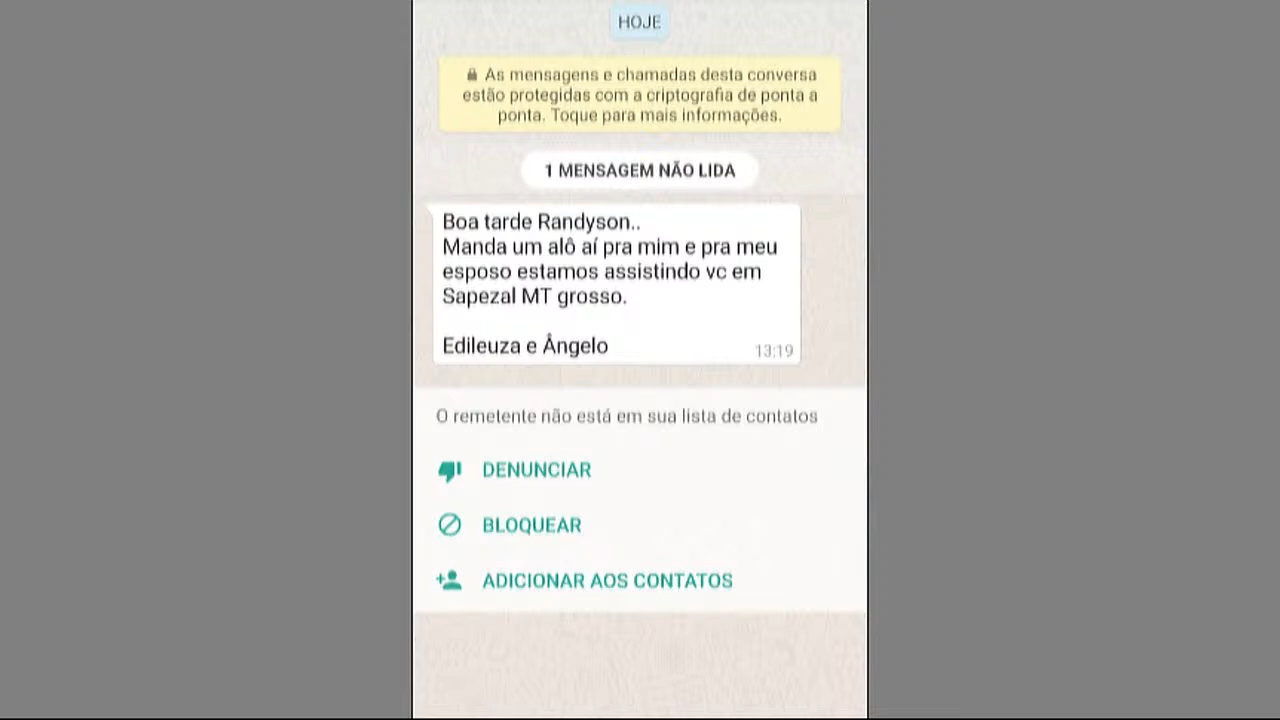 HOJE
As mensagens e chamadas desta conversa
estão protegidas com a criptografia de ponta a
ponta. Toque para mais informações.
1 MENSAGEM NÃO LIDA
Boa tarde Randyson..
Manda um alô aí pra mim e pra meu
esposo estamos assistindo vc em
Sapezal MT grosso.
Edileuza e Ângelo
13:19
O remetente não está em sua lista de contatos
DENUNCIAR
BLOQUEAR
ADICIONAR AOS CONTATOS